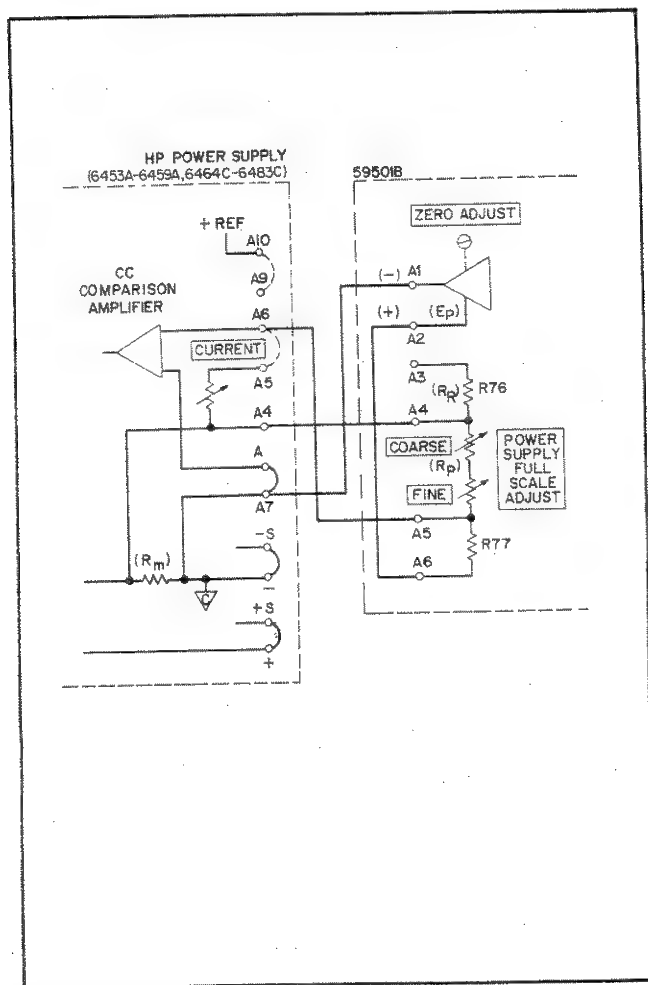 HP POWER SUPPLY
(6453A-6459A,6464C-6483C)
59501B
ZERO ADJUST
+ REF
A10
A9
CC
COMPARISON
AMPLIFIER
A6
CURRENT
A5
A4
A
A7
(Rm)
-S
C
-
+S
+
(-)
A1
(+)
(Ep)
A2
A3
(RR)
R76
A4
COARSE
(Rp)
FINE
POWER
SUPPLY
FULL
SCALE
ADJUST
A5
R77
A6